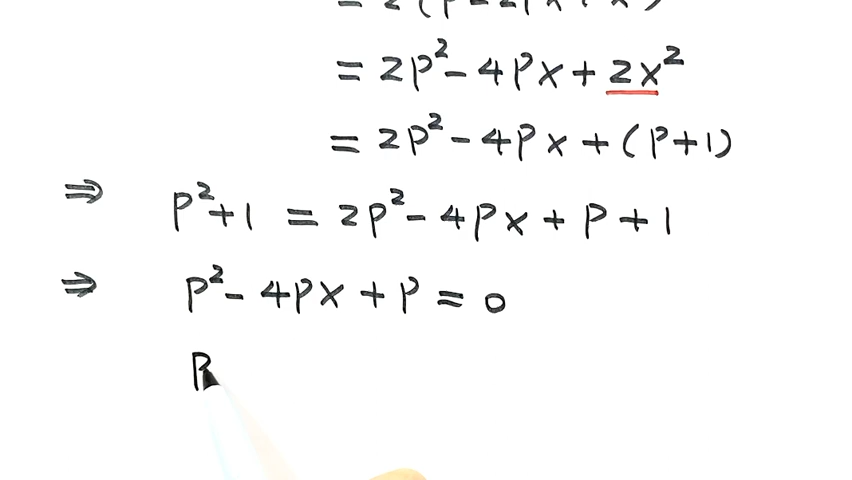 = 2p² - 4px + 2x²
= 2p² - 4px + (p+1)
⇒ p²+1 = 2p² - 4px + p + 1
⇒ p² - 4px + p = 0
p